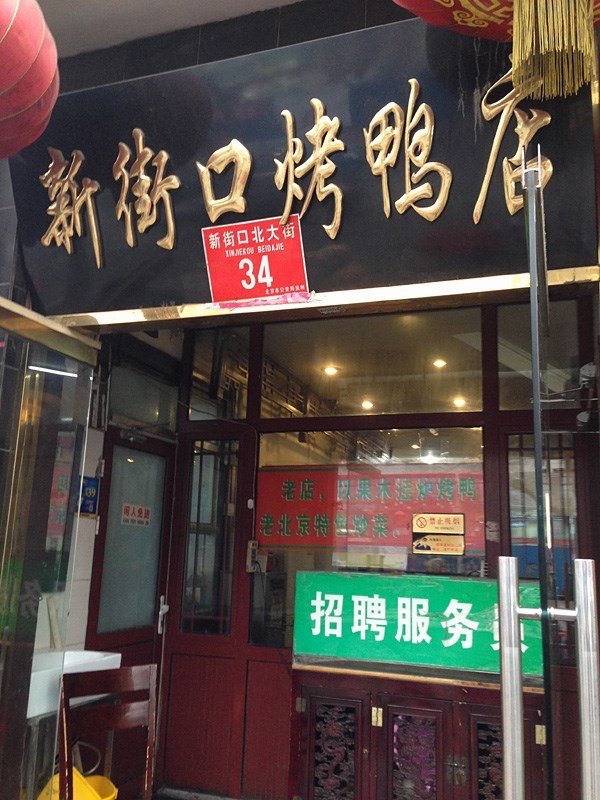 新街口烤鸭店
新街口北大街
XINJIEKOU BEIDAJIE
34
老店，以果木挂炉烤鸭
老北京特色炒菜。
禁止吸烟
招聘服务员
闲人免进
139